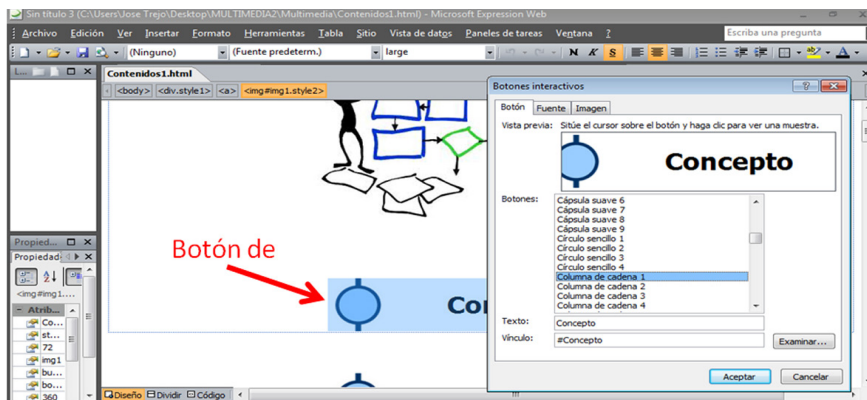 Sin título 3 (C:\Users\Jose Trejo\Desktop\MULTIMEDIA2\Multimedia\Contenidos1.html) - Microsoft Expression Web
Archivo Edición Ver Insertar Formato Herramientas Tabla Sitio Vista de datos Paneles de tareas Ventana ?
Escriba una pregunta
(Ninguno) (Fuente predeterm.) large N K S A
L...
Contenidos1.html
<body> <div.style1> <a> <img#img1.style2>
Botones interactivos
Botón Fuente Imagen
Vista previa: Sitúe el cursor sobre el botón y haga clic para ver una muestra.
Concepto
Botones:
Cápsula suave 6
Cápsula suave 7
Cápsula suave 8
Cápsula suave 9
Círculo sencillo 1
Círculo sencillo 2
Círculo sencillo 3
Círculo sencillo 4
Columna de cadena 1
Columna de cadena 2
Columna de cadena 3
Columna de cadena 4
Texto: Concepto
Vínculo: #Concepto
Examinar...
Aceptar Cancelar
Botón de
Con
Propied...
Propiedad
<img#img1....
Atrib...
Co...
st...
72
img1
bu...
bo...
360
Diseño Dividir Código